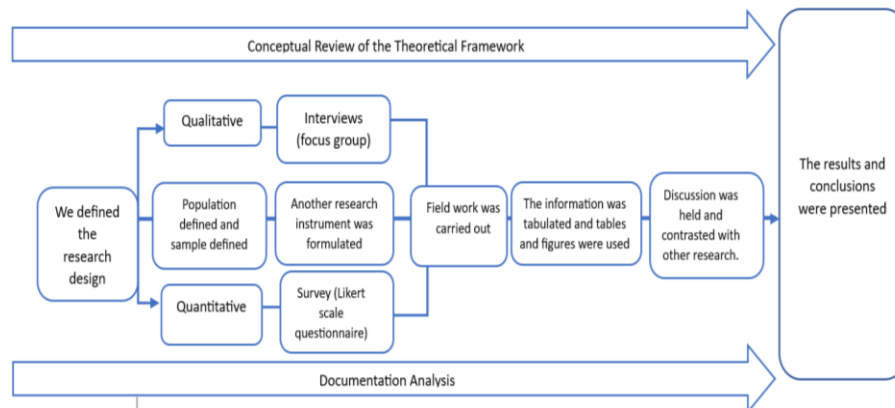 Conceptual Review of the Theoretical Framework
Qualitative
Interviews
(focus group)
We defined
the
research
design
Population
defined and
sample defined
Another research
instrument was
formulated
Field work was
carried out
The information was
tabulated and tables
and figures were used
Discussion was
held and
contrasted with
other research.
The results and
conclusions
were presented
Quantitative
Survey (Likert
scale
questionnaire)
Documentation Analysis